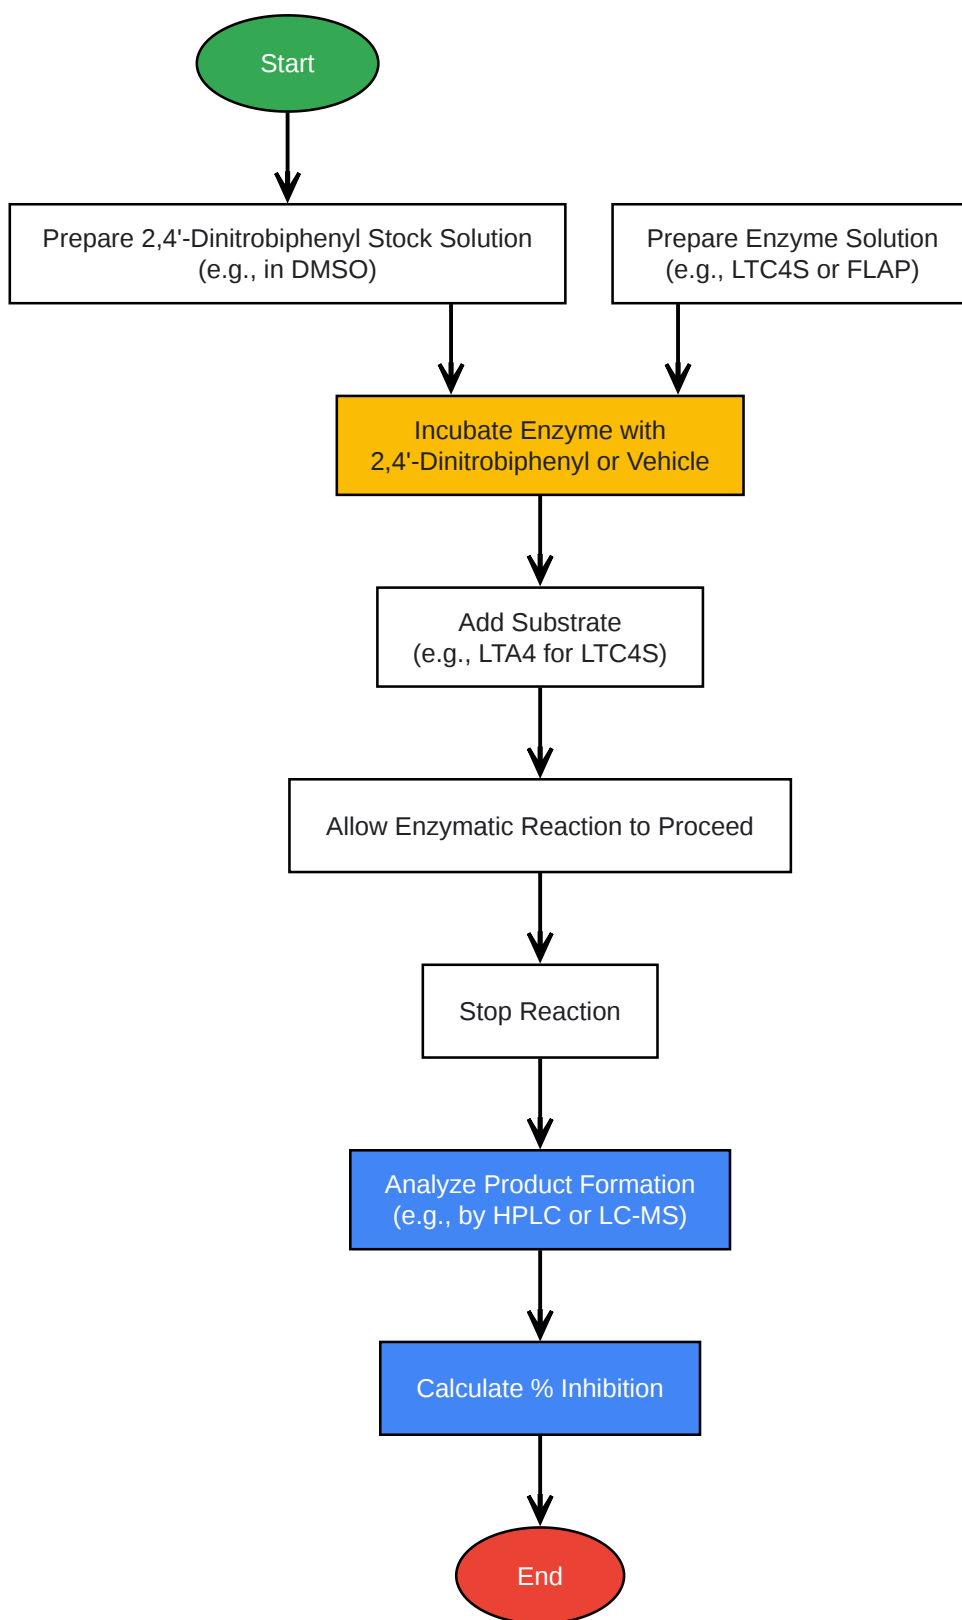 Start
Prepare 2,4'-Dinitrobiphenyl Stock Solution
(e.g., in DMSO)
Prepare Enzyme Solution
(e.g., LTC4S or FLAP)
Incubate Enzyme with
2,4'-Dinitrobiphenyl or Vehicle
Add Substrate
(e.g., LTA4 for LTC4S)
Allow Enzymatic Reaction to Proceed
Stop Reaction
Analyze Product Formation
(e.g., by HPLC or LC-MS)
Calculate % Inhibition
End